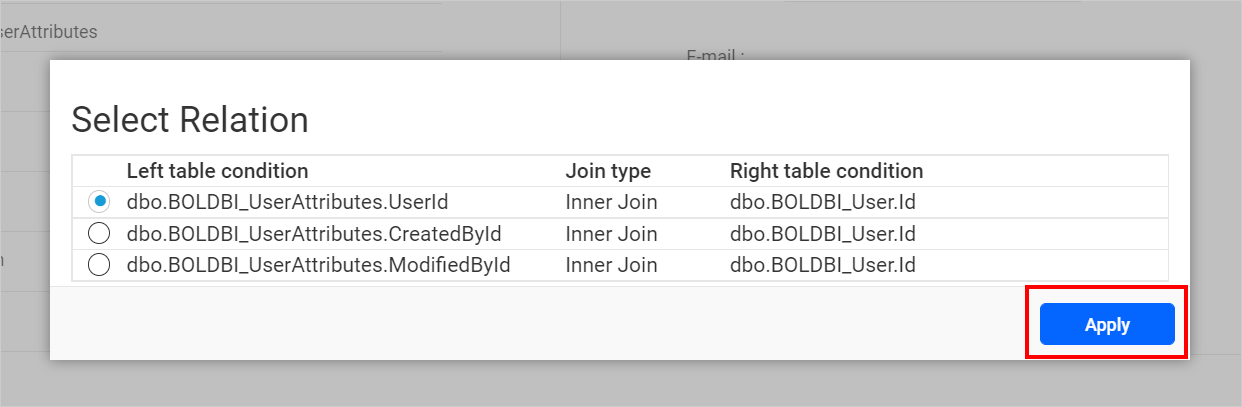 serAttributes
E-mail :
Select Relation
Left table condition Join type Right table condition
dbo.BOLDBI_UserAttributes.UserId Inner Join dbo.BOLDBI_User.Id
dbo.BOLDBI_UserAttributes.CreatedById Inner Join dbo.BOLDBI_User.Id
dbo.BOLDBI_UserAttributes.ModifiedById Inner Join dbo.BOLDBI_User.Id
Apply